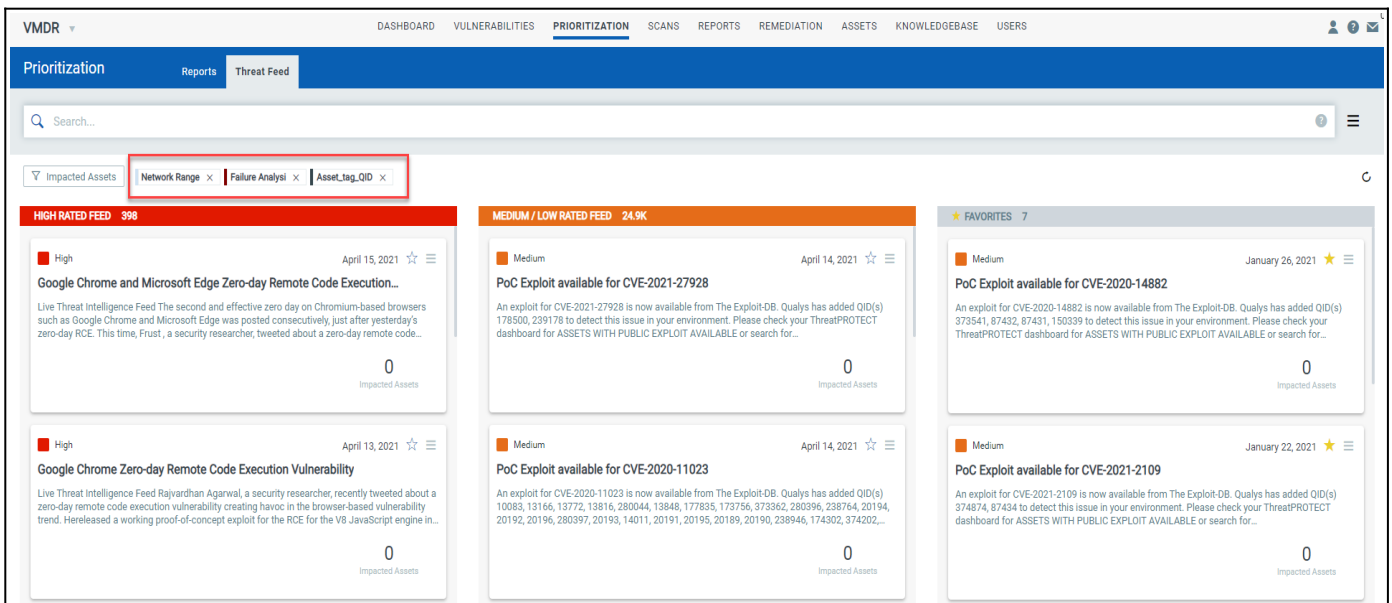 VMDR
DASHBOARD VULNERABILITIES PRIORITIZATION SCANS REPORTS REMEDIATION ASSETS KNOWLEDGEBASE USERS
Prioritization Reports Threat Feed
Search...
Impacted Assets Network Range × Failure Analysi × Asset_tag_QID ×
HIGH RATED FEED 398
High April 15, 2021
Google Chrome and Microsoft Edge Zero-day Remote Code Execution...
Live Threat Intelligence Feed The second and effective zero day on Chromium-based browsers
such as Google Chrome and Microsoft Edge was posted consecutively, just after yesterday's
zero-day RCE. This time, Frust , a security researcher, tweeted about a zero-day remote code...
0
Impacted Assets
High April 13, 2021
Google Chrome Zero-day Remote Code Execution Vulnerability
Live Threat Intelligence Feed Rajvardhan Agarwal, a security researcher, recently tweeted about a
zero-day remote code execution vulnerability creating havoc in the browser-based vulnerability
trend. Hereleased a working proof-of-concept exploit for the RCE for the V8 JavaScript engine in...
0
Impacted Assets
MEDIUM / LOW RATED FEED 24.9K
Medium April 14, 2021
PoC Exploit available for CVE-2021-27928
An exploit for CVE-2021-27928 is now available from The Exploit-DB. Qualys has added QID(s)
178500, 239178 to detect this issue in your environment. Please check your ThreatPROTECT
dashboard for ASSETS WITH PUBLIC EXPLOIT AVAILABLE or search for...
0
Impacted Assets
Medium April 14, 2021
PoC Exploit available for CVE-2020-11023
An exploit for CVE-2020-11023 is now available from The Exploit-DB. Qualys has added QID(s)
10083, 13166, 13772, 13816, 280044, 13848, 177835, 173756, 373362, 280396, 238764, 20194,
20192, 20196, 280397, 20193, 14011, 20191, 20195, 20189, 20190, 238946, 174302, 374202,...
0
Impacted Assets
FAVORITES 7
Medium January 26, 2021
PoC Exploit available for CVE-2020-14882
An exploit for CVE-2020-14882 is now available from The Exploit-DB. Qualys has added QID(s)
373541, 87432, 87431, 150339 to detect this issue in your environment. Please check your
ThreatPROTECT dashboard for ASSETS WITH PUBLIC EXPLOIT AVAILABLE or search for...
0
Impacted Assets
Medium January 22, 2021
PoC Exploit available for CVE-2021-2109
An exploit for CVE-2021-2109 is now available from The Exploit-DB. Qualys has added QID(s)
374874, 87434 to detect this issue in your environment. Please check your ThreatPROTECT
dashboard for ASSETS WITH PUBLIC EXPLOIT AVAILABLE or search for...
0
Impacted Assets